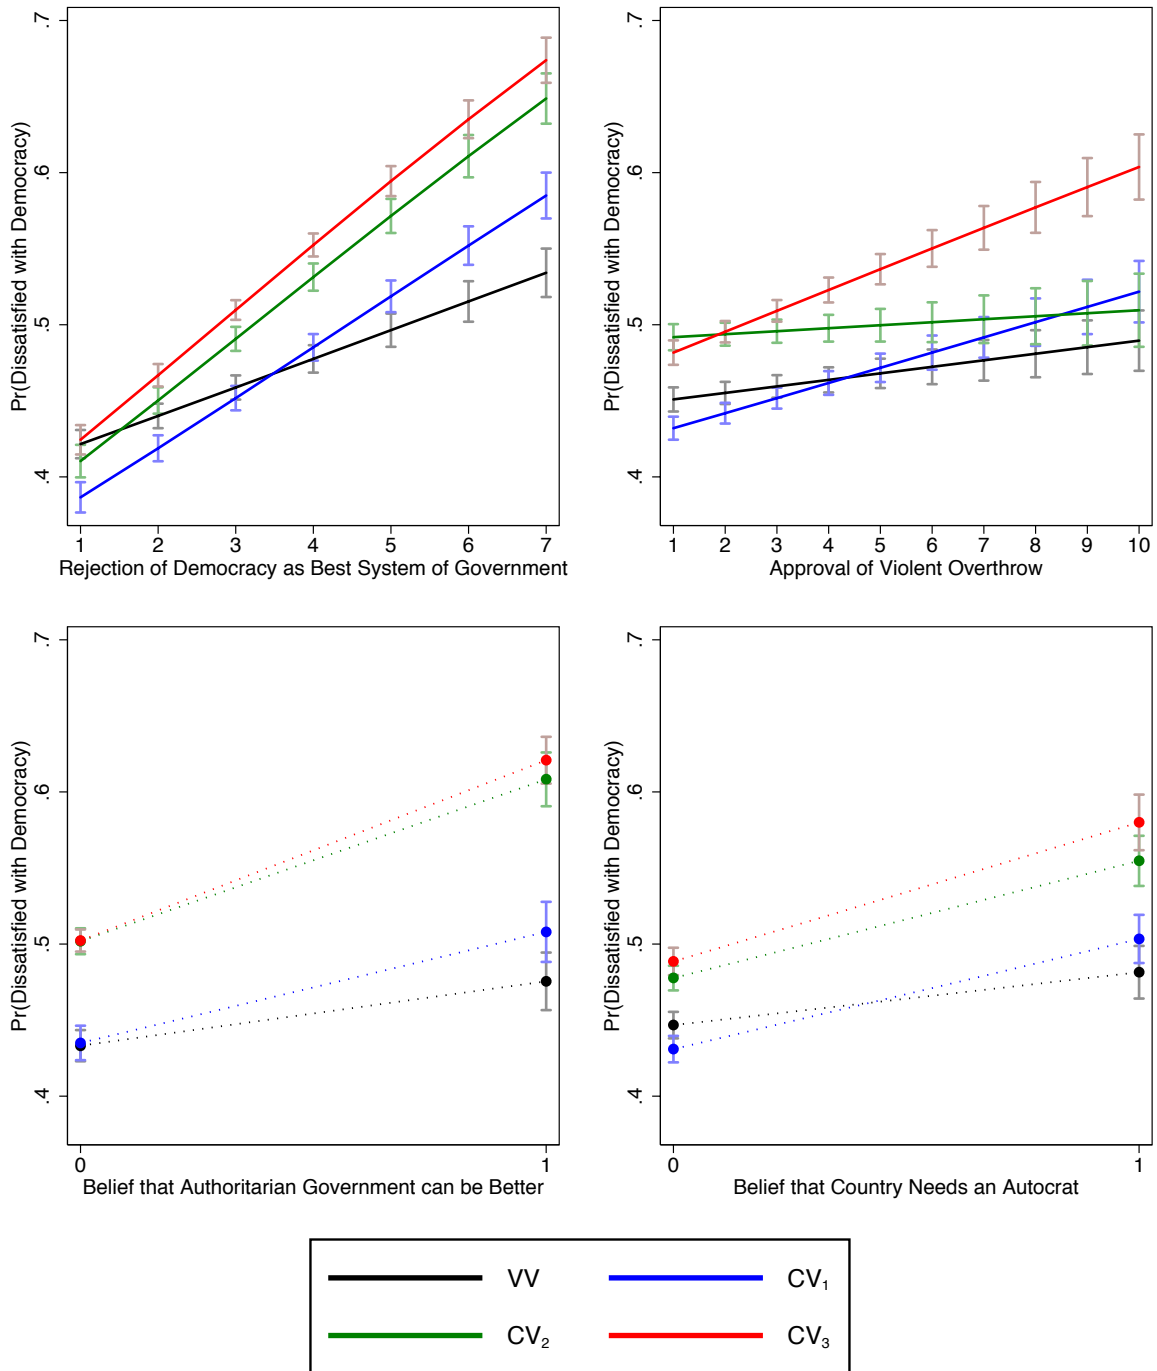 Pr(Dissatisfied with Democracy)
.7
.6
.5
.4
1 2 3 4 5 6 7
Rejection of Democracy as Best System of Government
Pr(Dissatisfied with Democracy)
.7
.6
.5
.4
1 2 3 4 5 6 7 8 9 10
Approval of Violent Overthrow
Pr(Dissatisfied with Democracy)
.7
.6
.5
.4
0 1
Belief that Authoritarian Government can be Better
Pr(Dissatisfied with Democracy)
.7
.6
.5
.4
0 1
Belief that Country Needs an Autocrat
VV CV₁
CV₂ CV₃